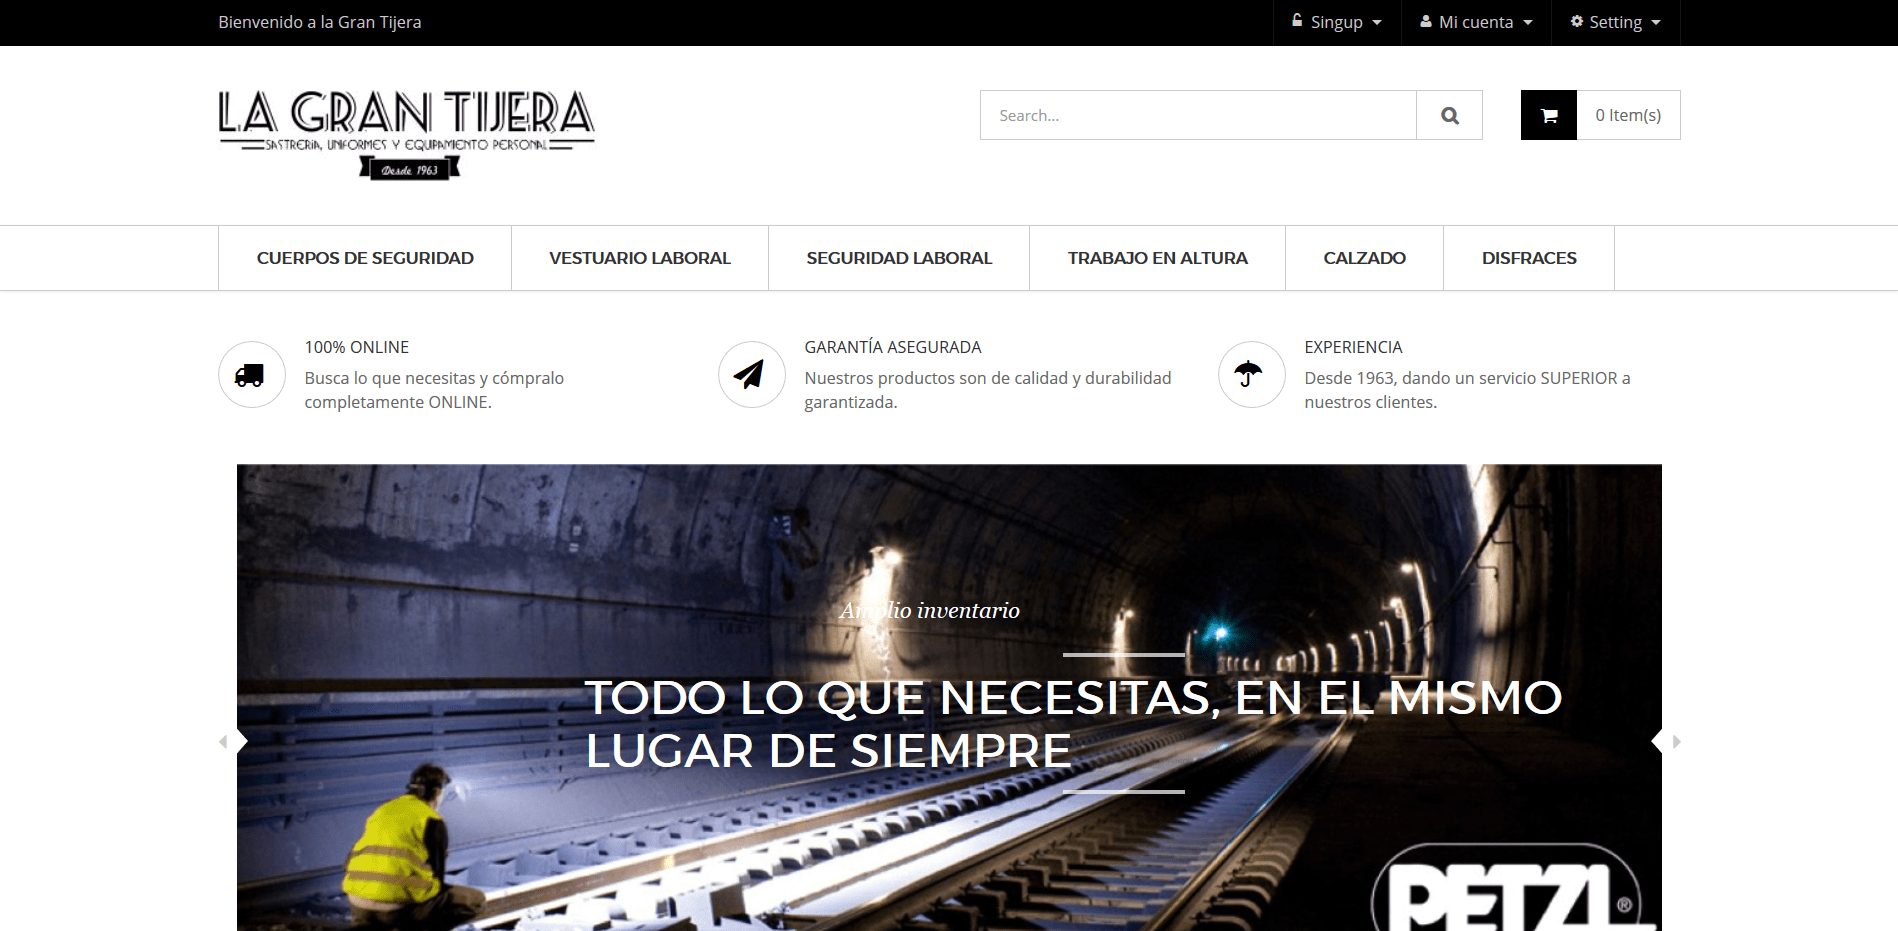 Bienvenido a la Gran Tijera
Singup
Mi cuenta
Setting
LA GRAN TIJERA
SASTRERÍA, UNIFORMES Y EQUIPAMIENTO PERSONAL
Desde 1963
Search...
0 Item(s)
CUERPOS DE SEGURIDAD
VESTUARIO LABORAL
SEGURIDAD LABORAL
TRABAJO EN ALTURA
CALZADO
DISFRACES
100% ONLINE
Busca lo que necesitas y cómpralo
completamente ONLINE.
GARANTÍA ASEGURADA
Nuestros productos son de calidad y durabilidad
garantizada.
EXPERIENCIA
Desde 1963, dando un servicio SUPERIOR a
nuestros clientes.
Amplio inventario
TODO LO QUE NECESITAS, EN EL MISMO
LUGAR DE SIEMPRE
PETZL®